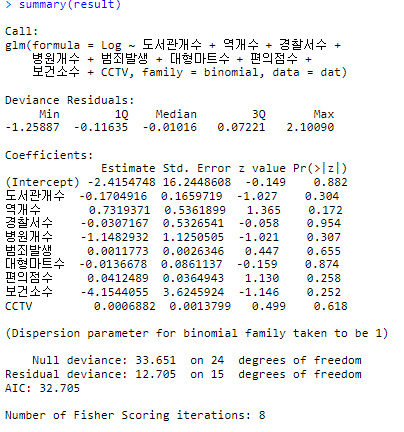 > summary(result)
Call:
glm(formula = Log ~ 도서관개수 + 역개수 + 경찰서수 +
병원개수 + 범죄발생 + 대형마트수 + 편의점수 +
보건소수 + CCTV, family = binomial, data = dat)
Deviance Residuals:
Min 1Q Median 3Q Max
-1.25887 -0.11635 -0.01016 0.07221 2.10090
Coefficients:
Estimate Std. Error z value Pr(>|z|)
(Intercept) -2.4154748 16.2448608 -0.149 0.882
도서관개수 -0.1704916 0.1659719 -1.027 0.304
역개수 0.7319371 0.5361899 1.365 0.172
경찰서수 -0.0307167 0.5326541 -0.058 0.954
병원개수 -1.1482932 1.1250505 -1.021 0.307
범죄발생 0.0011773 0.0026346 0.447 0.655
대형마트수 -0.0136678 0.0861137 -0.159 0.874
편의점수 0.0412489 0.0364943 1.130 0.258
보건소수 -4.1544055 3.6245924 -1.146 0.252
CCTV 0.0006882 0.0013799 0.499 0.618
(Dispersion parameter for binomial family taken to be 1)
Null deviance: 33.651 on 24 degrees of freedom
Residual deviance: 12.705 on 15 degrees of freedom
AIC: 32.705
Number of Fisher Scoring iterations: 8